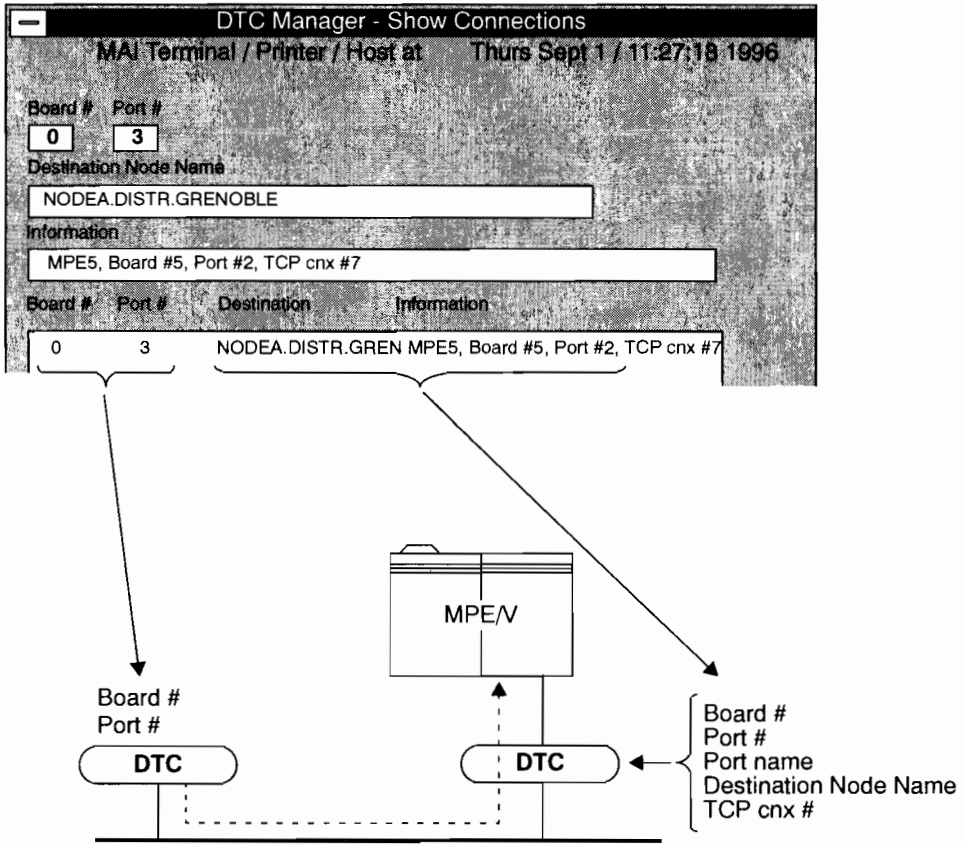 DTC Manager - Show Connections
MAI Terminal / Printer / Host at Thurs Sept 1 / 11:27:18 1996
Board # Port #
0 3
Destination Node Name
NODEA.DISTR.GRENOBLE
Information
MPE5, Board #5, Port #2, TCP cnx #7
Board # Port # Destination Information
0 3 NODEA.DISTR.GREN MPE5, Board #5, Port #2, TCP cnx #7
MPE/V
Board #
Port #
DTC
DTC
Board #
Port #
Port name
Destination Node Name
TCP cnx #